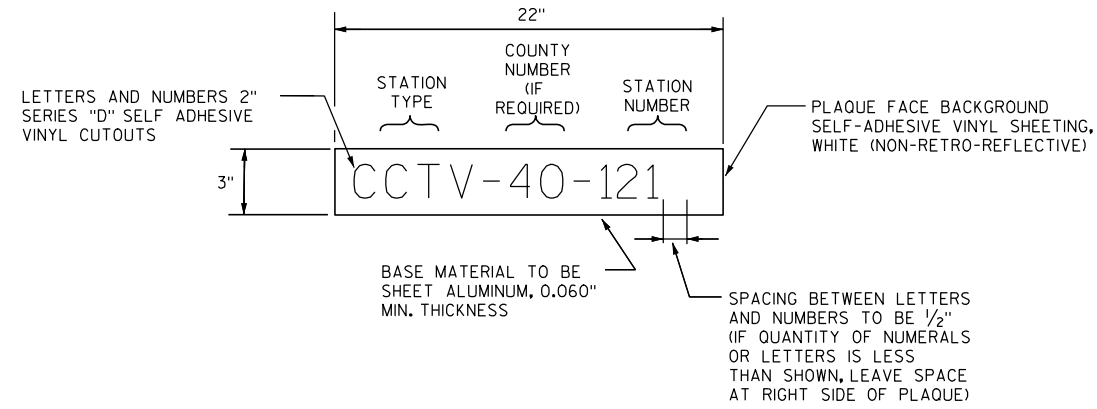 22"
COUNTY
NUMBER
(IF
REQUIRED)
STATION
TYPE
STATION
NUMBER
LETTERS AND NUMBERS 2"
SERIES "D" SELF ADHESIVE
VINYL CUTOUTS
PLAQUE FACE BACKGROUND
SELF-ADHESIVE VINYL SHEETING,
WHITE (NON-RETRO-REFLECTIVE)
3"
CCTV-40-121
BASE MATERIAL TO BE
SHEET ALUMINUM, 0.060"
MIN. THICKNESS
SPACING BETWEEN LETTERS
AND NUMBERS TO BE ½"
(IF QUANTITY OF NUMERALS
OR LETTERS IS LESS
THAN SHOWN, LEAVE SPACE
AT RIGHT SIDE OF PLAQUE)